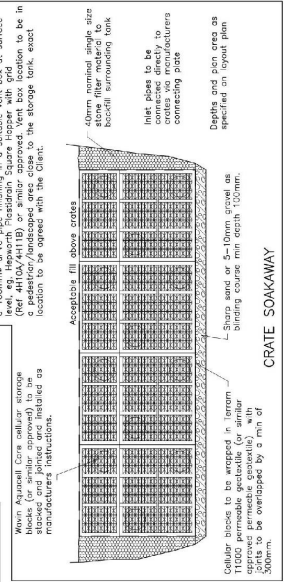 level, eg. Hepworth Plastidrain Square Hopper with grid
(Ref 4H10A/4H11B) or similar approved. Vent box location to be in
a pedestrian/landscaped area close to the storage tank, exact
location to be agreed with the Client.
Wavin Aquacell Core cellular storage
blocks (or similar approved) to be
stacked and jointed and installed as
manufacturers instructions.
Acceptable fill above crates
40mm nominal single size
stone filter material to
backfill surrounding tank
Inlet pipes to be
connected directly to
crates via manufacturers
connecting plate
Depths and plan area as
specified on layout plan
Sharp sand or 5-10mm gravel as
blinding course min depth 100mm.
Cellular blocks to be wrapped in Terram
T1000 permeable geotextile (or similar
approved permeable geotextile) with
joints to be overlapped by a min of
300mm.
CRATE SOAKAWAY